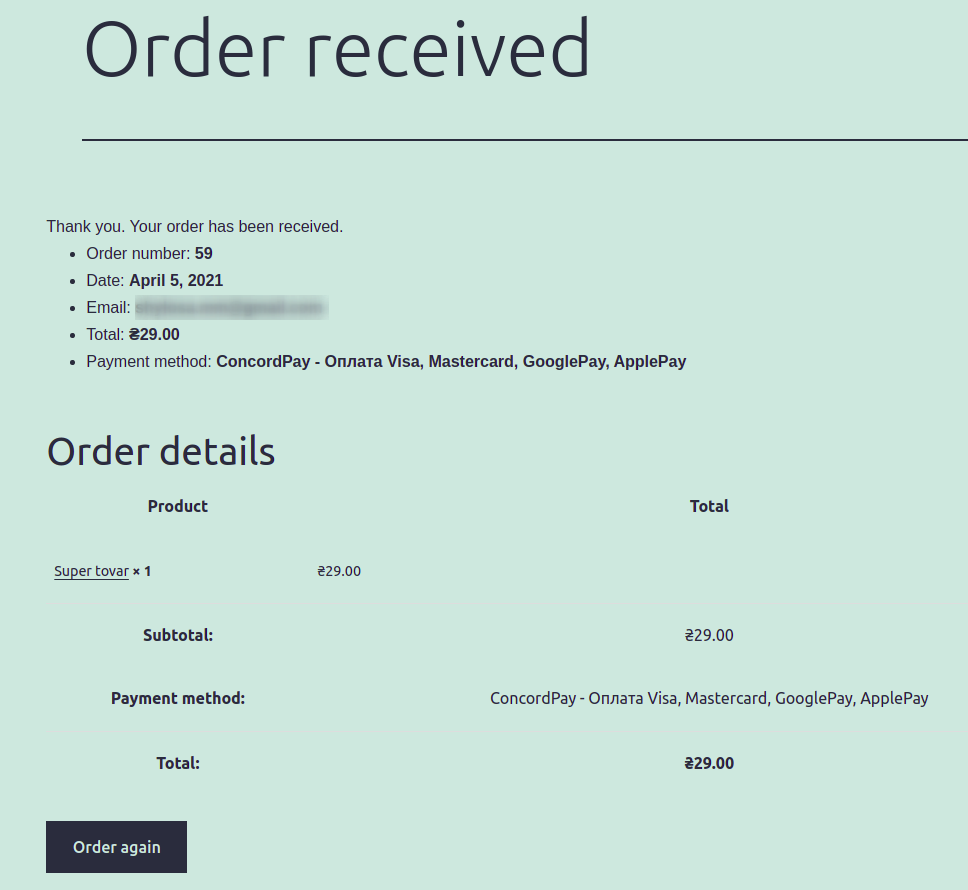 Order received
Thank you. Your order has been received.
Order number: 59
Date: April 5, 2021
Email:
Total: ₴29.00
Payment method: ConcordPay - Оплата Visa, Mastercard, GooglePay, ApplePay
Order details
Product Total
Super tovar × 1 ₴29.00
Subtotal: ₴29.00
Payment method: ConcordPay - Оплата Visa, Mastercard, GooglePay, ApplePay
Total: ₴29.00
Order again